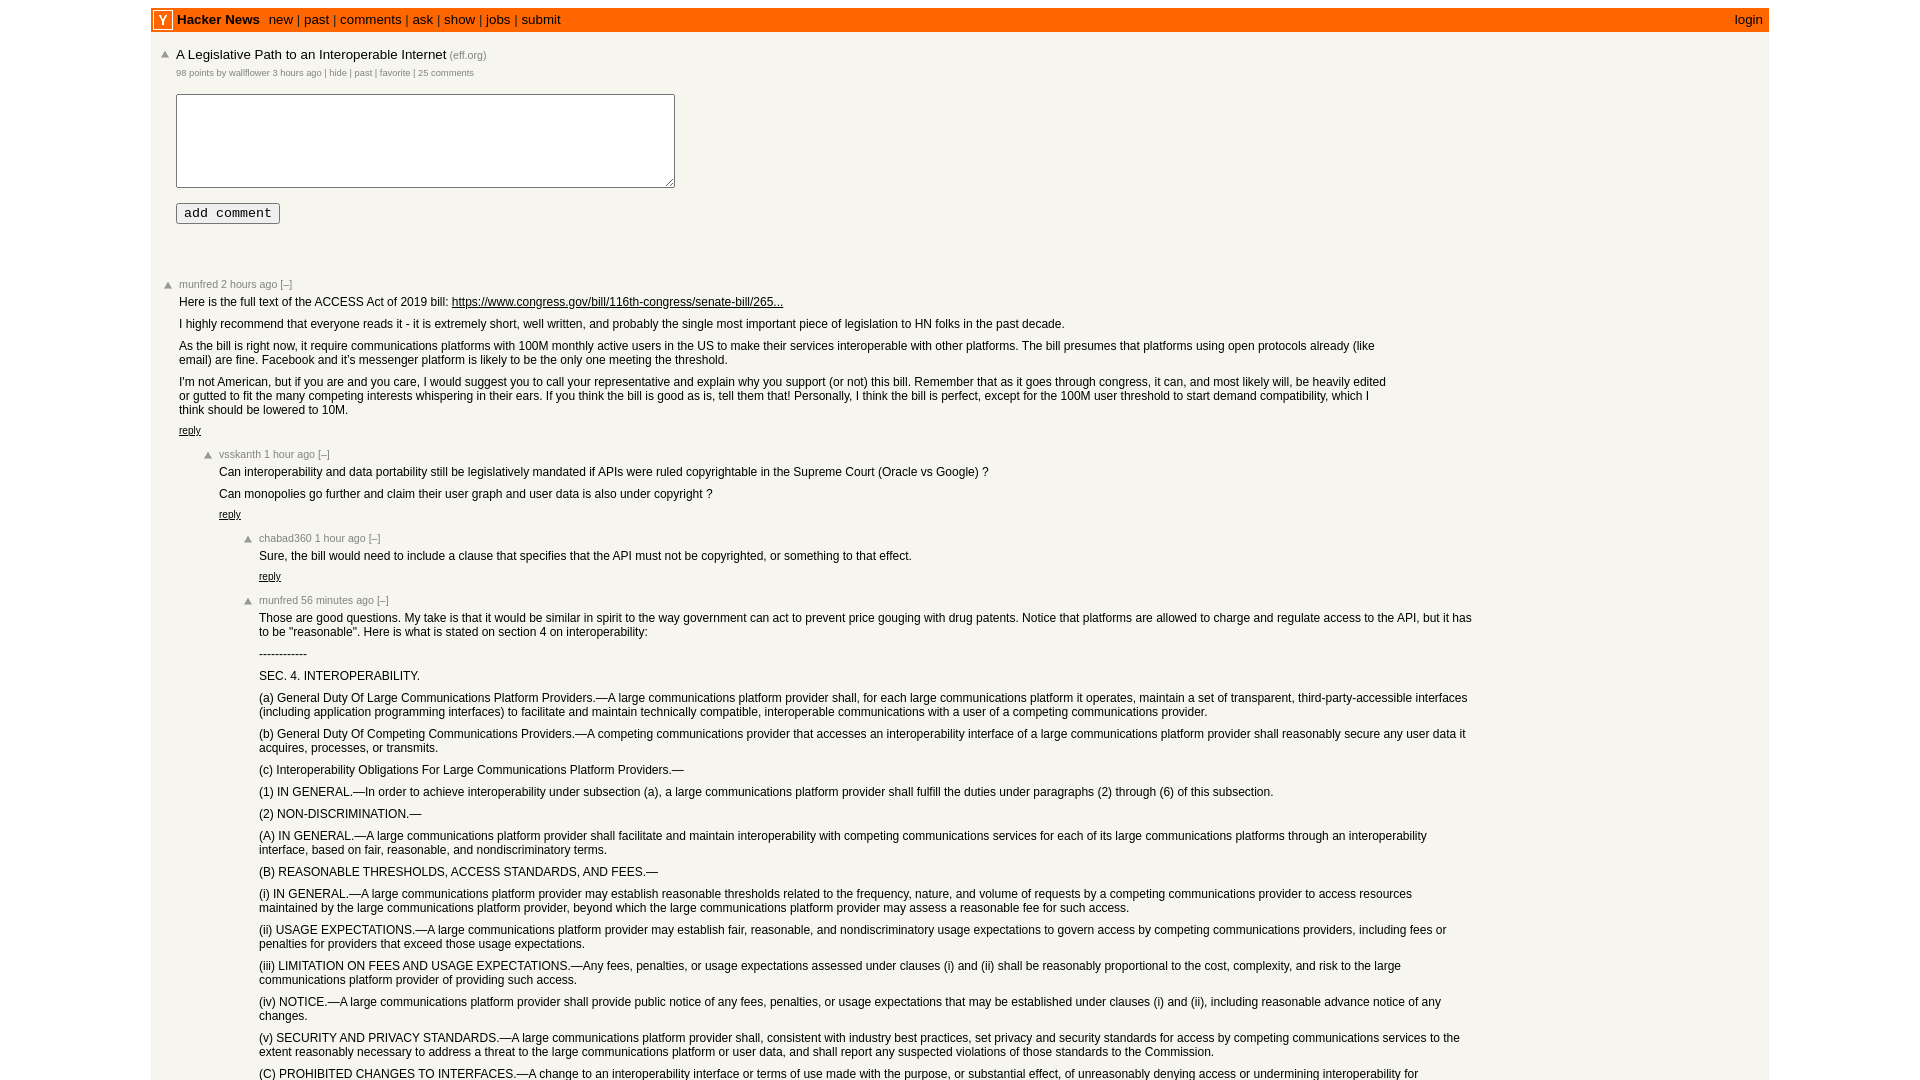 Y Hacker News new | past | comments | ask | show | jobs | submit login
A Legislative Path to an Interoperable Internet (eff.org)
98 points by wallflower 3 hours ago | hide | past | favorite | 25 comments
add comment
munfred 2 hours ago [–]
Here is the full text of the ACCESS Act of 2019 bill: https://www.congress.gov/bill/116th-congress/senate-bill/265...
I highly recommend that everyone reads it - it is extremely short, well written, and probably the single most important piece of legislation to HN folks in the past decade.
As the bill is right now, it require communications platforms with 100M monthly active users in the US to make their services interoperable with other platforms. The bill presumes that platforms using open protocols already (like
email) are fine. Facebook and it's messenger platform is likely to be the only one meeting the threshold.
I'm not American, but if you are and you care, I would suggest you to call your representative and explain why you support (or not) this bill. Remember that as it goes through congress, it can, and most likely will, be heavily edited
or gutted to fit the many competing interests whispering in their ears. If you think the bill is good as is, tell them that! Personally, I think the bill is perfect, except for the 100M user threshold to start demand compatibility, which I
think should be lowered to 10M.
reply
vsskanth 1 hour ago [–]
Can interoperability and data portability still be legislatively mandated if APIs were ruled copyrightable in the Supreme Court (Oracle vs Google) ?
Can monopolies go further and claim their user graph and user data is also under copyright ?
reply
chabad360 1 hour ago [–]
Sure, the bill would need to include a clause that specifies that the API must not be copyrighted, or something to that effect.
reply
munfred 56 minutes ago [–]
Those are good questions. My take is that it would be similar in spirit to the way government can act to prevent price gouging with drug patents. Notice that platforms are allowed to charge and regulate access to the API, but it has
to be "reasonable". Here is what is stated on section 4 on interoperability:
------------
SEC. 4. INTEROPERABILITY.
(a) General Duty Of Large Communications Platform Providers.—A large communications platform provider shall, for each large communications platform it operates, maintain a set of transparent, third-party-accessible interfaces
(including application programming interfaces) to facilitate and maintain technically compatible, interoperable communications with a user of a competing communications provider.
(b) General Duty Of Competing Communications Providers.—A competing communications provider that accesses an interoperability interface of a large communications platform provider shall reasonably secure any user data it
acquires, processes, or transmits.
(c) Interoperability Obligations For Large Communications Platform Providers.—
(1) IN GENERAL.—In order to achieve interoperability under subsection (a), a large communications platform provider shall fulfill the duties under paragraphs (2) through (6) of this subsection.
(2) NON-DISCRIMINATION.—
(A) IN GENERAL.—A large communications platform provider shall facilitate and maintain interoperability with competing communications services for each of its large communications platforms through an interoperability
interface, based on fair, reasonable, and nondiscriminatory terms.
(B) REASONABLE THRESHOLDS, ACCESS STANDARDS, AND FEES.—
(i) IN GENERAL.—A large communications platform provider may establish reasonable thresholds related to the frequency, nature, and volume of requests by a competing communications provider to access resources
maintained by the large communications platform provider, beyond which the large communications platform provider may assess a reasonable fee for such access.
(ii) USAGE EXPECTATIONS.—A large communications platform provider may establish fair, reasonable, and nondiscriminatory usage expectations to govern access by competing communications providers, including fees or
penalties for providers that exceed those usage expectations.
(iii) LIMITATION ON FEES AND USAGE EXPECTATIONS.—Any fees, penalties, or usage expectations assessed under clauses (i) and (ii) shall be reasonably proportional to the cost, complexity, and risk to the large
communications platform provider of providing such access.
(iv) NOTICE.—A large communications platform provider shall provide public notice of any fees, penalties, or usage expectations that may be established under clauses (i) and (ii), including reasonable advance notice of any
changes.
(v) SECURITY AND PRIVACY STANDARDS.—A large communications platform provider shall, consistent with industry best practices, set privacy and security standards for access by competing communications services to the
extent reasonably necessary to address a threat to the large communications platform or user data, and shall report any suspected violations of those standards to the Commission.
(C) PROHIBITED CHANGES TO INTERFACES.—A change to an interoperability interface or terms of use made with the purpose, or substantial effect, of unreasonably denying access or undermining interoperability for